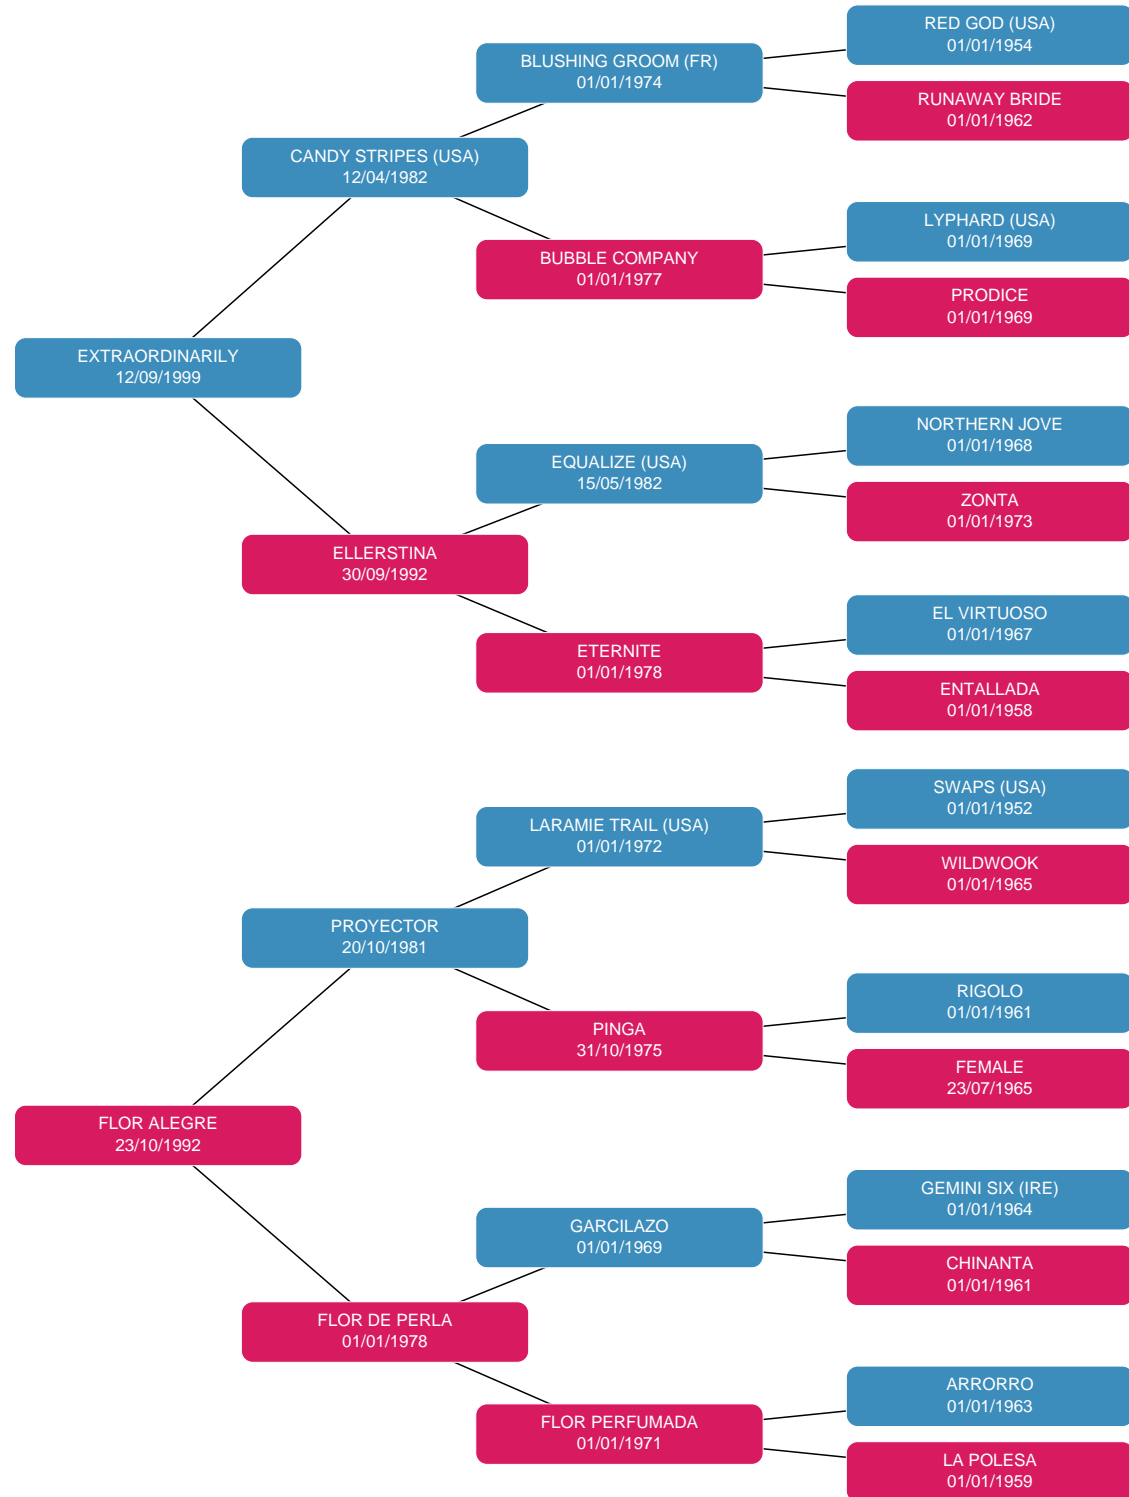 RED GOD (USA)
01/01/1954
BLUSHING GROOM (FR)
01/01/1974
RUNAWAY BRIDE
01/01/1962
CANDY STRIPES (USA)
12/04/1982
LYPHARD (USA)
01/01/1969
BUBBLE COMPANY
01/01/1977
PRODICE
01/01/1969
EXTRAORDINARILY
12/09/1999
NORTHERN JOVE
01/01/1968
EQUALIZE (USA)
15/05/1982
ZONTA
01/01/1973
ELLERSTINA
30/09/1992
EL VIRTUOSO
01/01/1967
ETERNITE
01/01/1978
ENTALLADA
01/01/1958
SWAPS (USA)
01/01/1952
LARAMIE TRAIL (USA)
01/01/1972
WILDWOOK
01/01/1965
PROYECTOR
20/10/1981
RIGOLO
01/01/1961
PINGA
31/10/1975
FEMALE
23/07/1965
FLOR ALEGRE
23/10/1992
GEMINI SIX (IRE)
01/01/1964
GARCILAZO
01/01/1969
CHINANTA
01/01/1961
FLOR DE PERLA
01/01/1978
ARRORRO
01/01/1963
FLOR PERFUMADA
01/01/1971
LA POLESA
01/01/1959